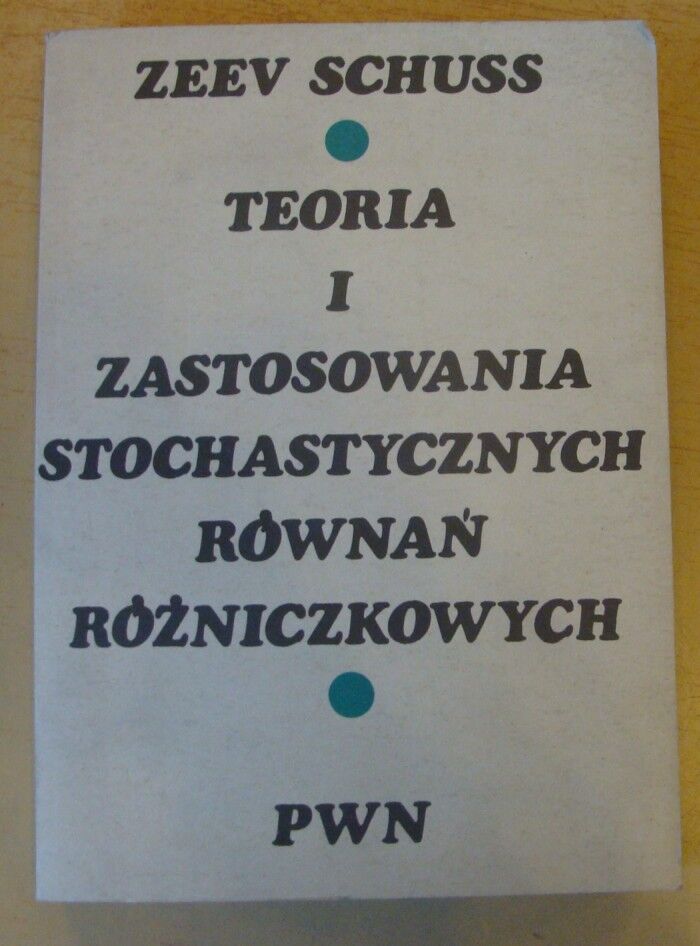 ZEEV SCHUSS
TEORIA
I
ZASTOSOWANIA
STOCHASTYCZNYCH
RÓWNAŃ
RÓŻNICZKOWYCH
PWN